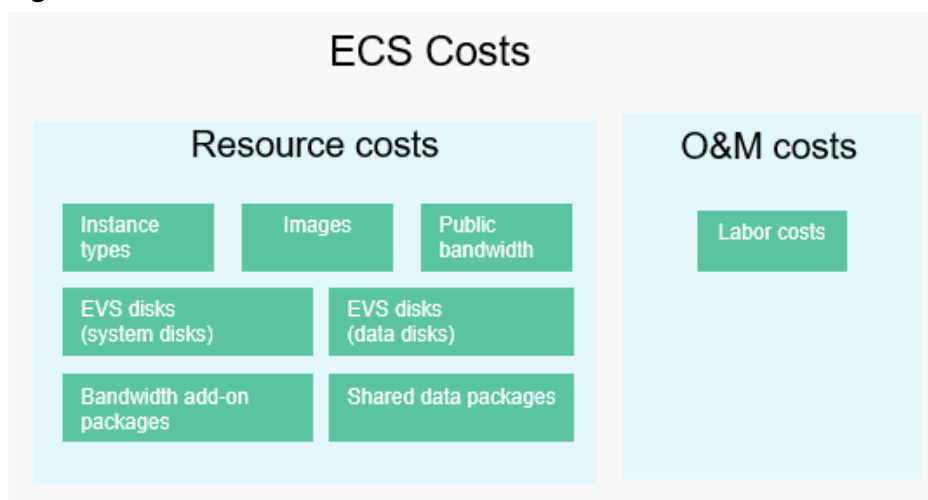 ECS Costs
Resource costs
O&M costs
Instance
types
Images
Public
bandwidth
Labor costs
EVS disks
(system disks)
EVS disks
(data disks)
Bandwidth add-on
packages
Shared data packages